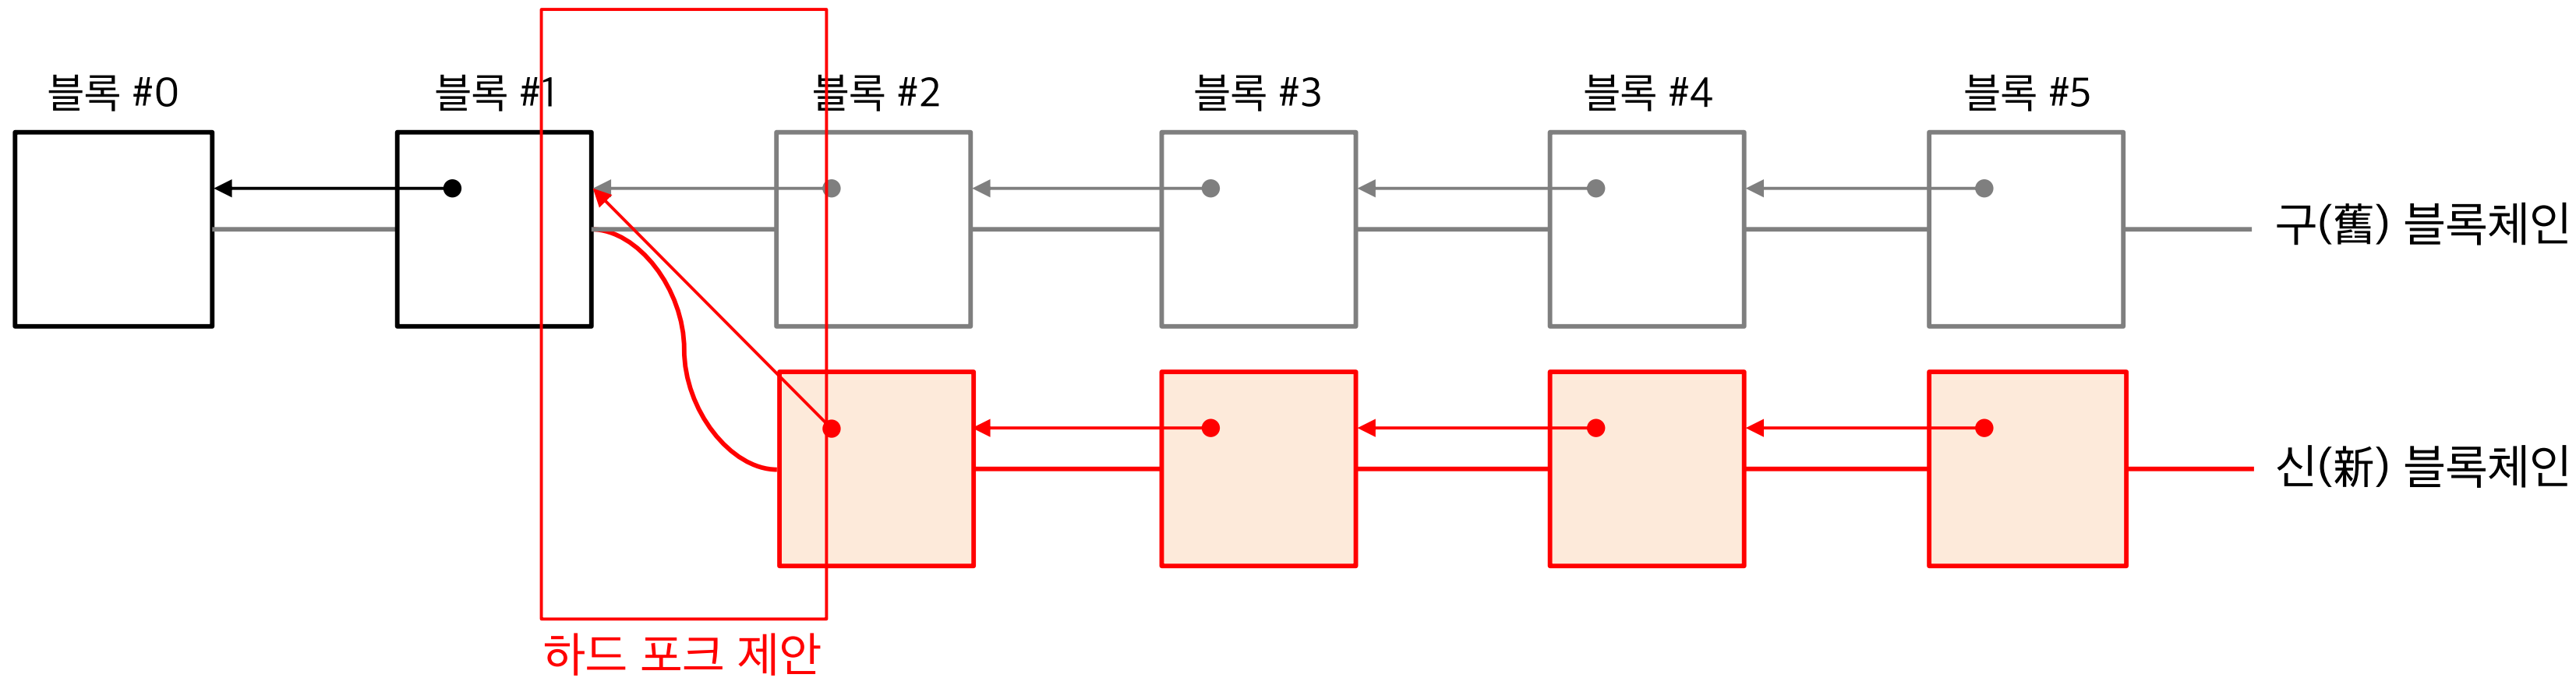 블록 #0
블록 #1
블록 #2
블록 #3
블록 #4
블록 #5
구(舊) 블록체인
신(新) 블록체인
하드 포크 제안